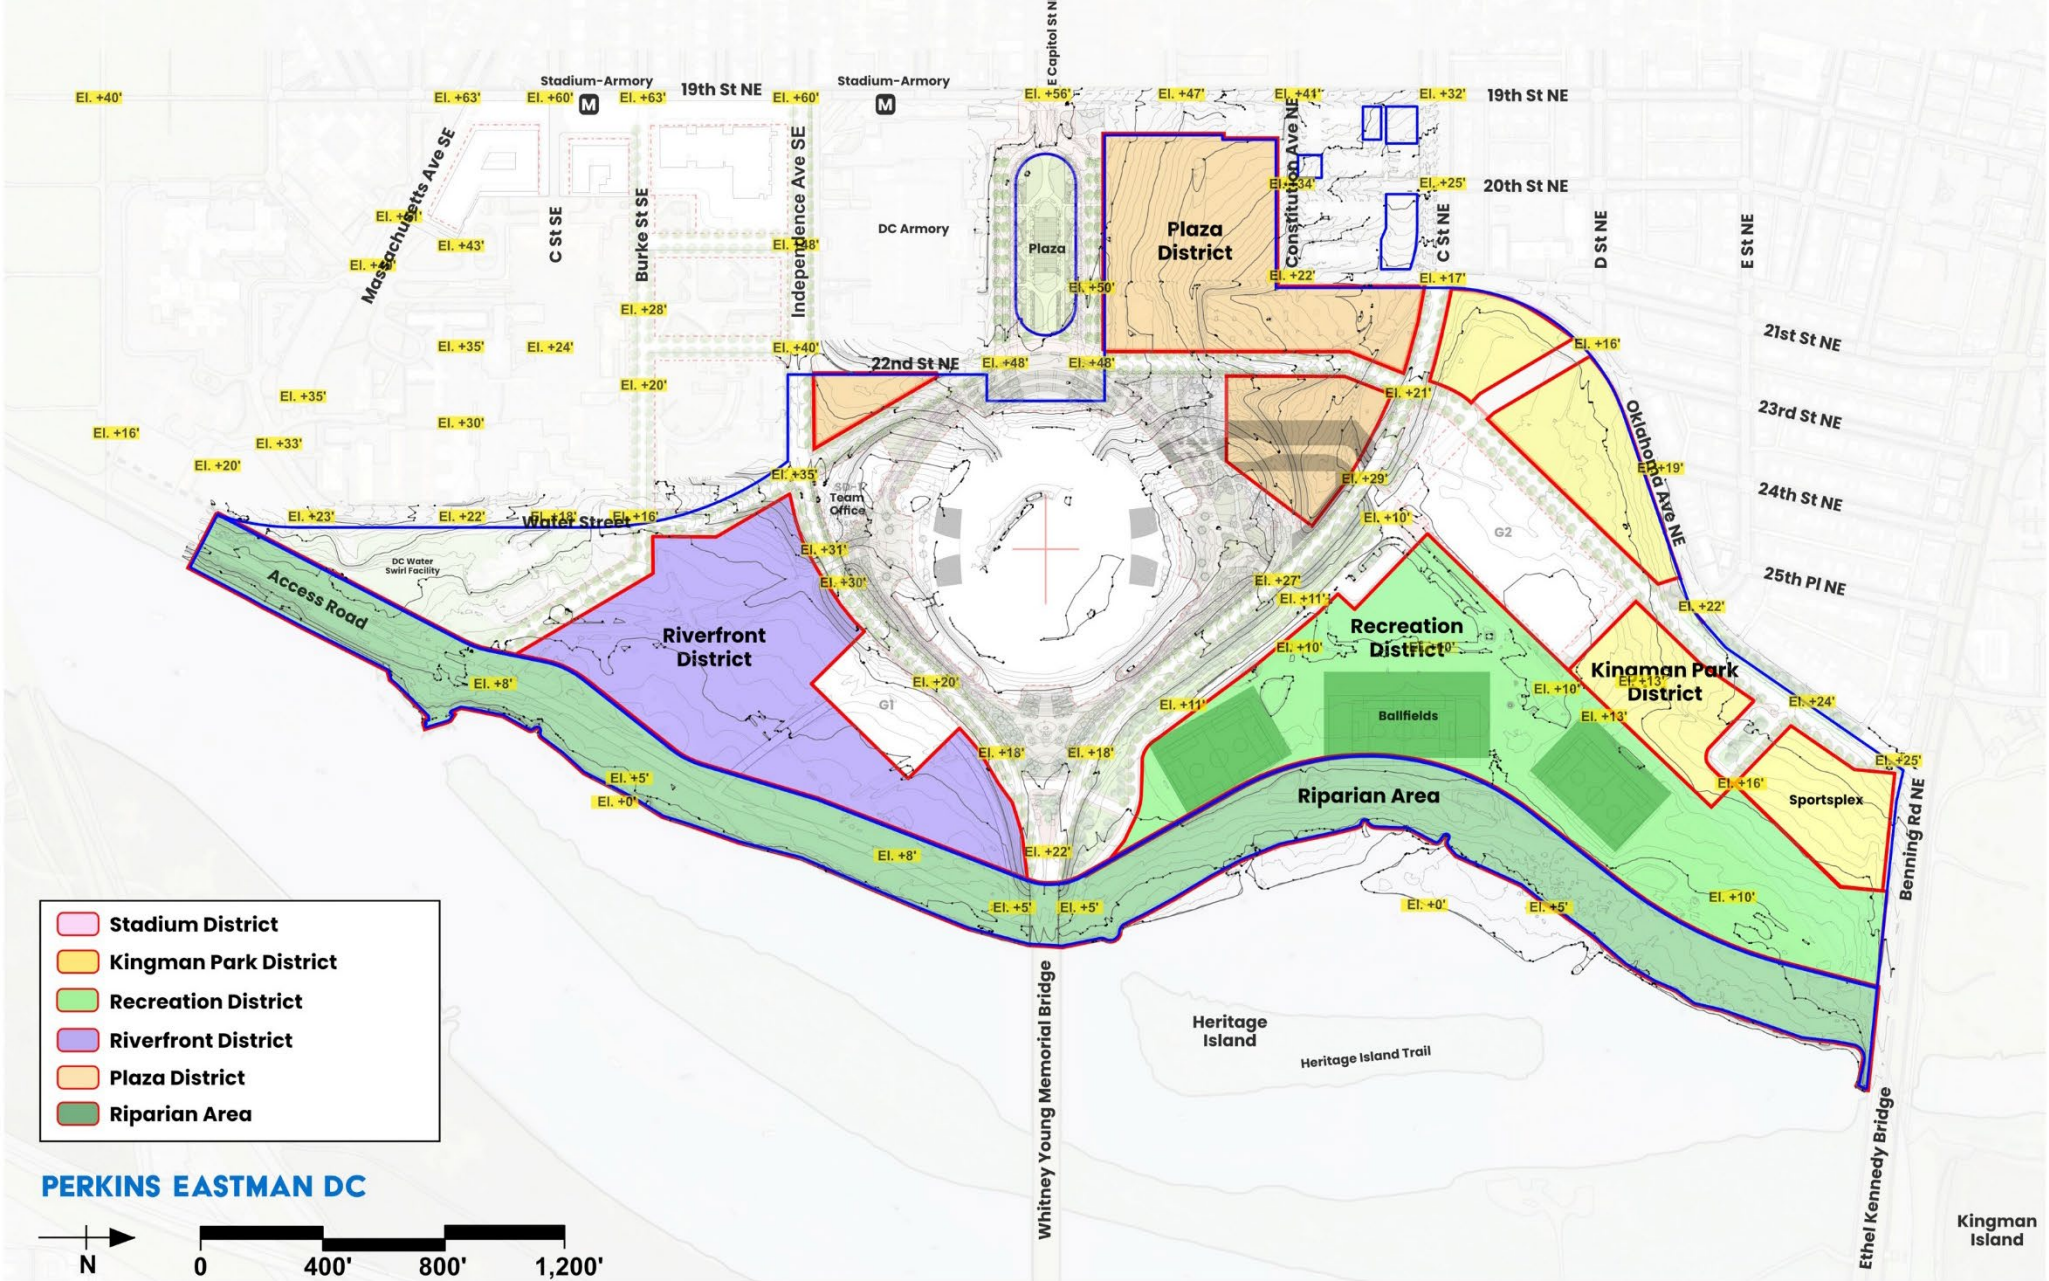 E Capitol St N
Stadium-Armory
M
19th St NE
Stadium-Armory
M
19th St NE
El. +40'
El. +63'
El. +60'
El. +63'
El. +60'
El. +56'
El. +47'
El. +41'
El. +32'
20th St NE
El. +34'
El. +25'
Massachusetts Ave SE
C St SE
Burke St SE
Independence Ave SE
Constitution Ave NE
C St NE
D St NE
E St NE
El. +43'
El. +48'
DC Armory
Plaza
Plaza
District
El. +50'
El. +22'
El. +17'
El. +28'
El. +35'
El. +24'
El. +40'
22nd St NE
El. +48'
El. +48'
El. +16'
21st St NE
El. +20'
El. +21'
El. +35'
23rd St NE
Oklahoma Ave NE
El. +16'
El. +33'
El. +30'
El. +20'
El. +35'
El. +29'
El. +19'
24th St NE
El. +23'
El. +22'
El. +18'
El. +16'
Water Street
Team
Office
El. +10'
G2
El. +31'
El. +30'
El. +27'
El. +11'
25th Pl NE
El. +22'
DC Water
Swirl Facility
Access Road
Riverfront
District
Recreation
District
El. +10'
Kingman Park
District
El. +13'
El. +8'
El. +20'
G1
El. +11'
El. +10'
El. +13'
El. +24'
Ballfields
El. +18'
El. +18'
El. +5'
El. +0'
El. +25'
El. +16'
Riparian Area
Sportsplex
El. +8'
El. +22'
Benning Rd NE
El. +5'
El. +5'
El. +0'
El. +5'
El. +10'
Stadium District
Kingman Park District
Recreation District
Riverfront District
Plaza District
Riparian Area
Whitney Young Memorial Bridge
Heritage
Island
Heritage Island Trail
Ethel Kennedy Bridge
Kingman
Island
PERKINS EASTMAN DC
N
0
400'
800'
1,200'